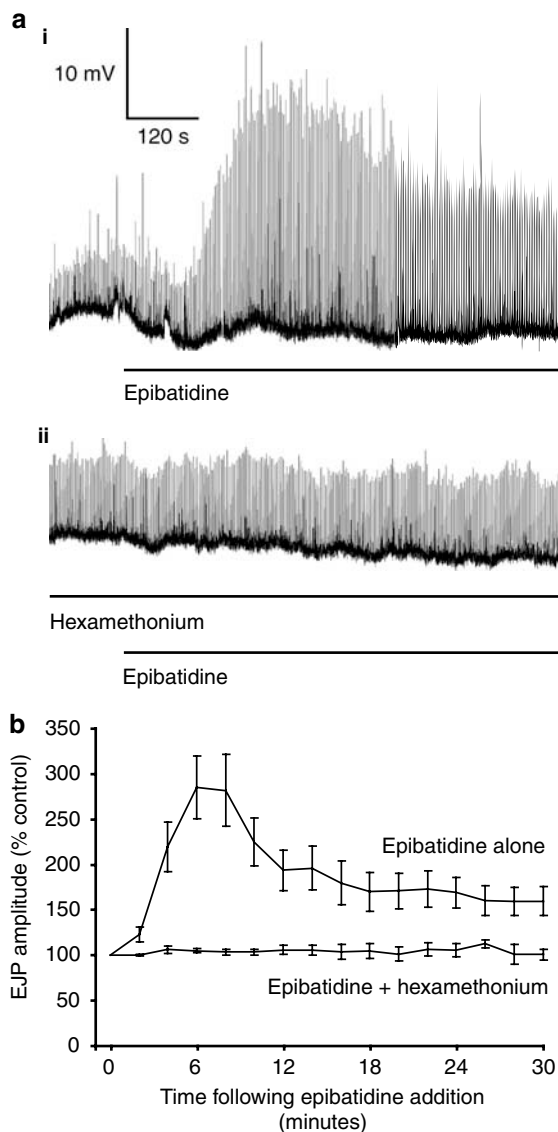 a
i
10 mV
120 s
Epibatidine
ii
Hexamethonium
Epibatidine
b
350
300
250
200
150
100
50
0
EJP amplitude (% control)
Epibatidine alone
Epibatidine + hexamethonium
0 6 12 18 24 30
Time following epibatidine addition
(minutes)